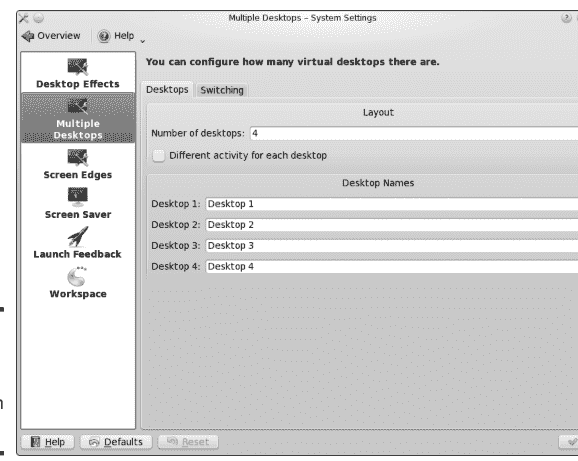 Multiple Desktops – System Settings
Overview Help
You can configure how many virtual desktops there are.
Desktop Effects
Multiple
Desktops
Screen Edges
Screen Saver
Launch Feedback
Workspace
Desktops Switching
Layout
Number of desktops: 4
Different activity for each desktop
Desktop Names
Desktop 1: Desktop 1
Desktop 2: Desktop 2
Desktop 3: Desktop 3
Desktop 4: Desktop 4
Help Defaults Reset